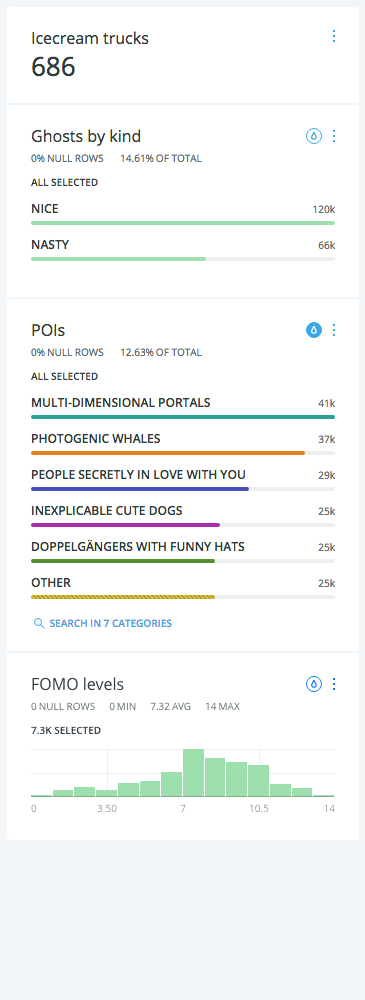 Icecream trucks
686
Ghosts by kind
0% NULL ROWS 14.61% OF TOTAL
ALL SELECTED
NICE 120k
NASTY 66k
POIs
0% NULL ROWS 12.63% OF TOTAL
ALL SELECTED
MULTI-DIMENSIONAL PORTALS 41k
PHOTOGENIC WHALES 37k
PEOPLE SECRETLY IN LOVE WITH YOU 29k
INEXPLICABLE CUTE DOGS 25k
DOPPELGÄNGERS WITH FUNNY HATS 25k
OTHER 25k
SEARCH IN 7 CATEGORIES
FOMO levels
0 NULL ROWS 0 MIN 7.32 AVG 14 MAX
7.3K SELECTED
0 3.50 7 10.5 14